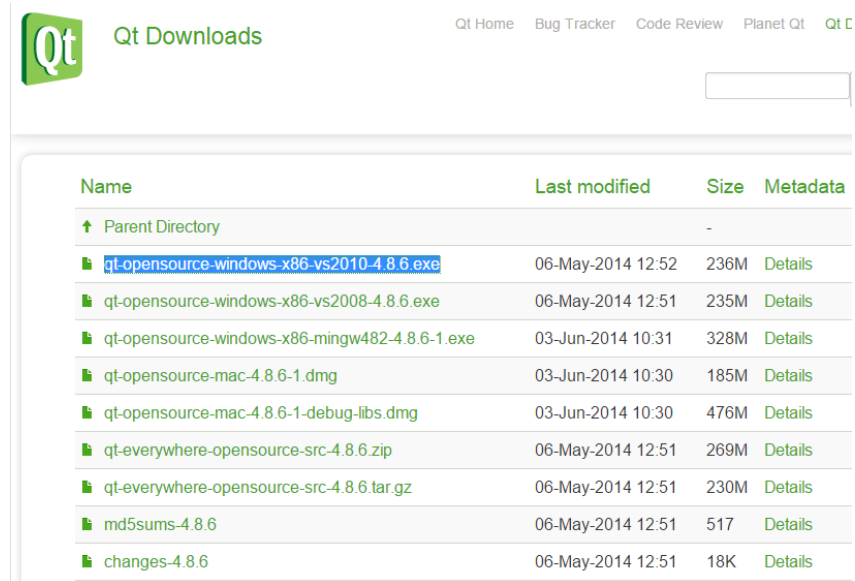 Qt
Qt Downloads
Qt Home Bug Tracker Code Review Planet Qt Qt D
Name Last modified Size Metadata
Parent Directory -
qt-opensource-windows-x86-vs2010-4.8.6.exe 06-May-2014 12:52 236M Details
qt-opensource-windows-x86-vs2008-4.8.6.exe 06-May-2014 12:51 235M Details
qt-opensource-windows-x86-mingw482-4.8.6-1.exe 03-Jun-2014 10:31 328M Details
qt-opensource-mac-4.8.6-1.dmg 03-Jun-2014 10:30 185M Details
qt-opensource-mac-4.8.6-1-debug-libs.dmg 03-Jun-2014 10:30 476M Details
qt-everywhere-opensource-src-4.8.6.zip 06-May-2014 12:51 269M Details
qt-everywhere-opensource-src-4.8.6.tar.gz 06-May-2014 12:51 230M Details
md5sums-4.8.6 06-May-2014 12:51 517 Details
changes-4.8.6 06-May-2014 12:51 18K Details